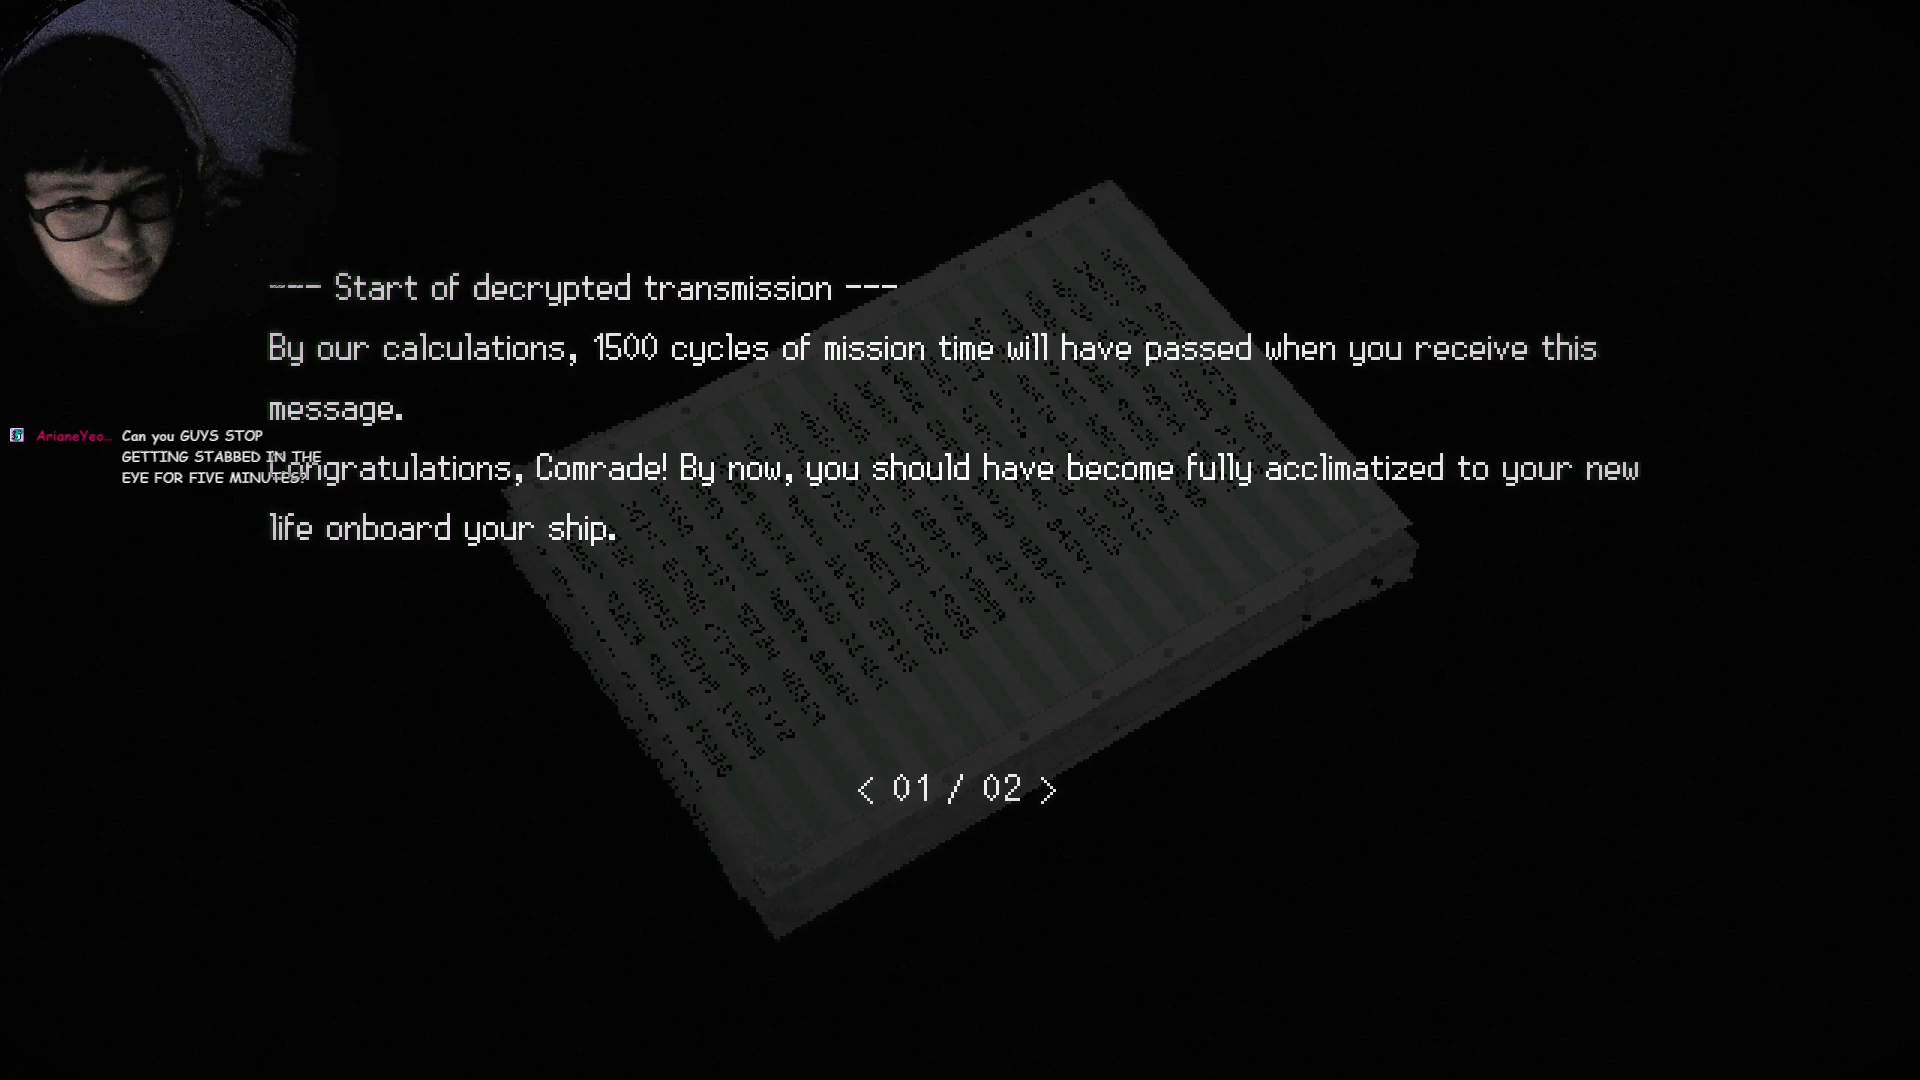 --- Start of decrypted transmission ---
By our calculations, 1500 cycles of mission time will have passed when you receive this
message.
ArianeYeo... Can you GUYS STOP
GETTING STABBED IN THE
EYE FOR FIVE MINUTES?
Congratulations, Comrade! By now, you should have become fully acclimatized to your new
life onboard your ship.
< 01 / 02 >